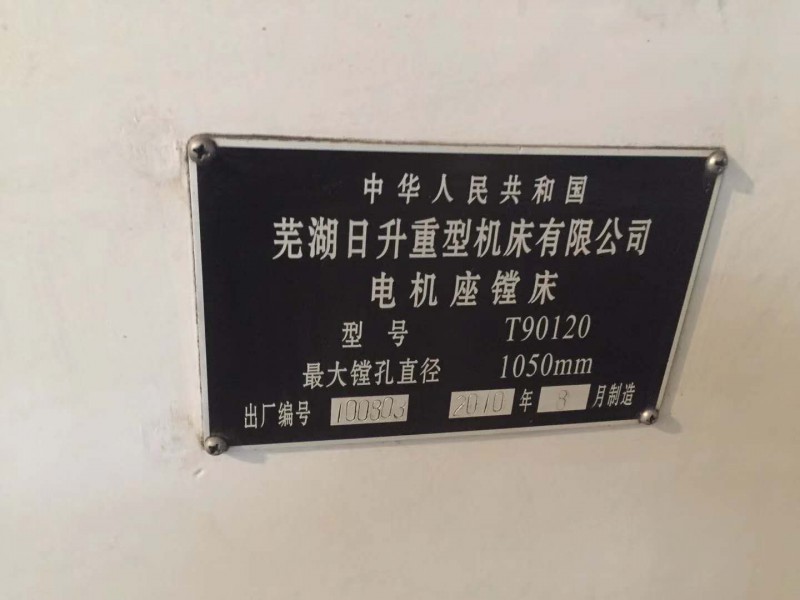 中华人民共和国
芜湖日升重型机床有限公司
电机座镗床
型号 T90120
最大镗孔直径 1050mm
出厂编号 100803 2010 年 8 月制造